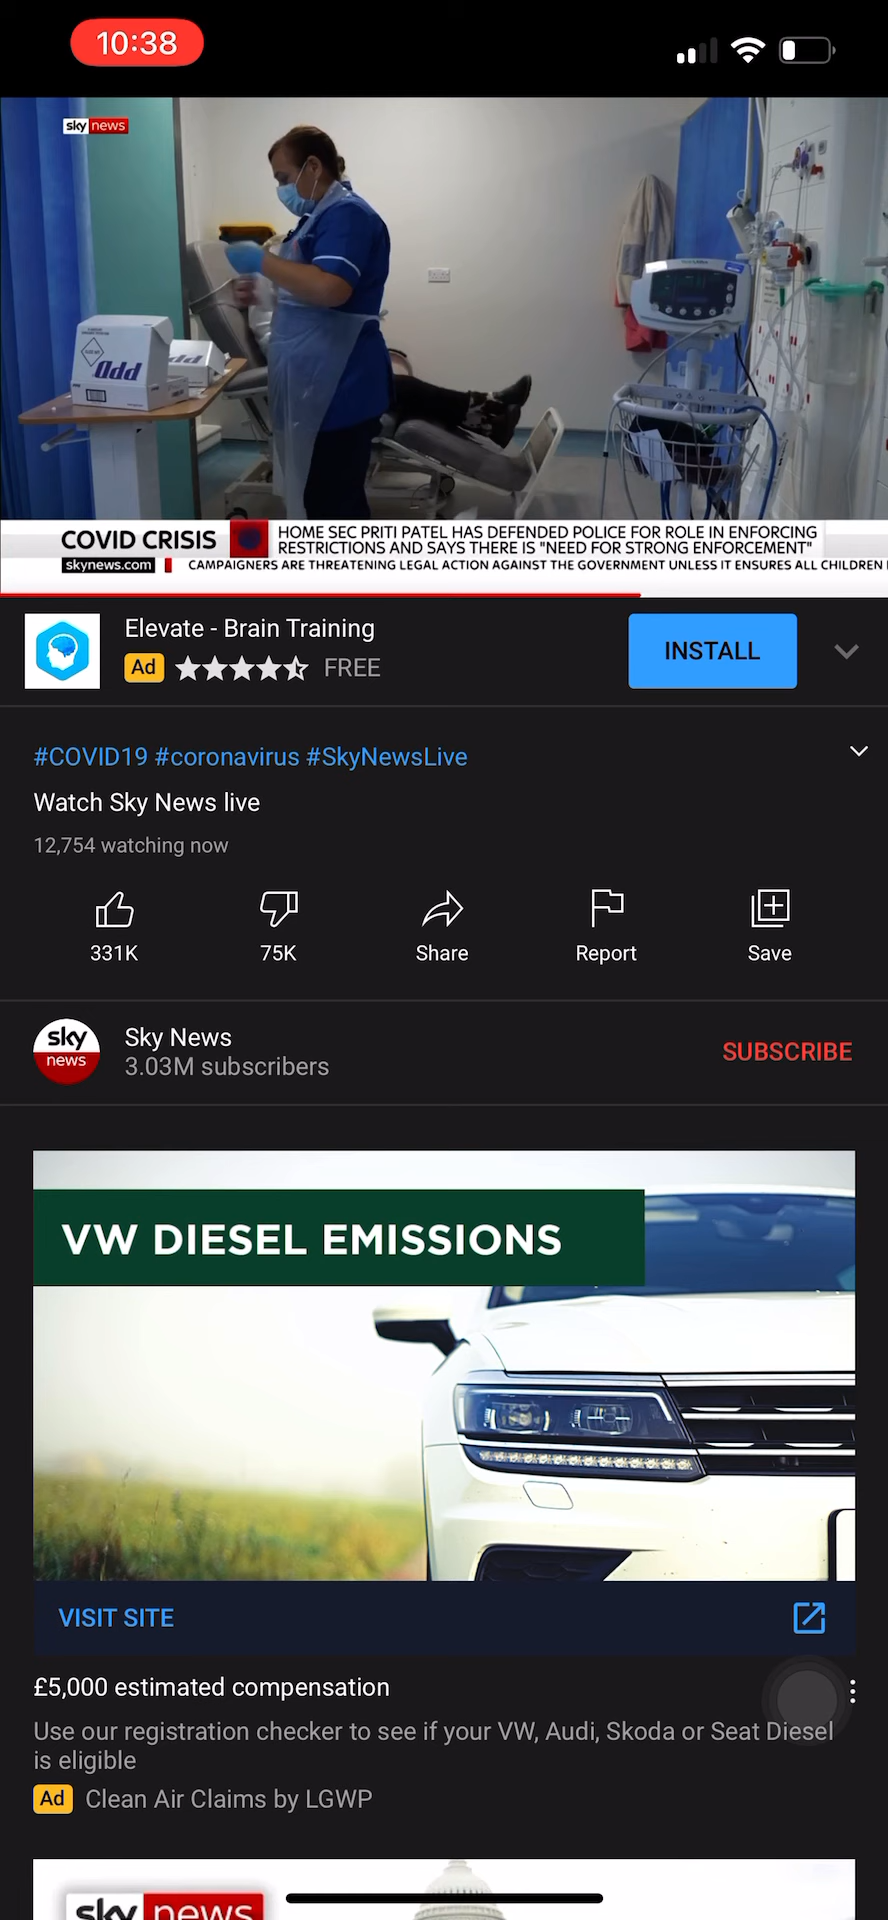 10:38
sky news
Odd
COVID CRISIS
HOME SEC PRITI PATEL HAS DEFENDED POLICE FOR ROLE IN ENFORCING
RESTRICTIONS AND SAYS THERE IS "NEED FOR STRONG ENFORCEMENT"
skynews.com
CAMPAIGNERS ARE THREATENING LEGAL ACTION AGAINST THE GOVERNMENT UNLESS IT ENSURES ALL CHILDREN
Elevate - Brain Training
Ad
FREE
INSTALL
#COVID19 #coronavirus #SkyNewsLive
Watch Sky News live
12,754 watching now
331K
75K
Share
Report
Save
sky news
Sky News
3.03M subscribers
SUBSCRIBE
VW DIESEL EMISSIONS
VISIT SITE
£5,000 estimated compensation
Use our registration checker to see if your VW, Audi, Skoda or Seat Diesel
is eligible
Ad Clean Air Claims by LGWP
sky news